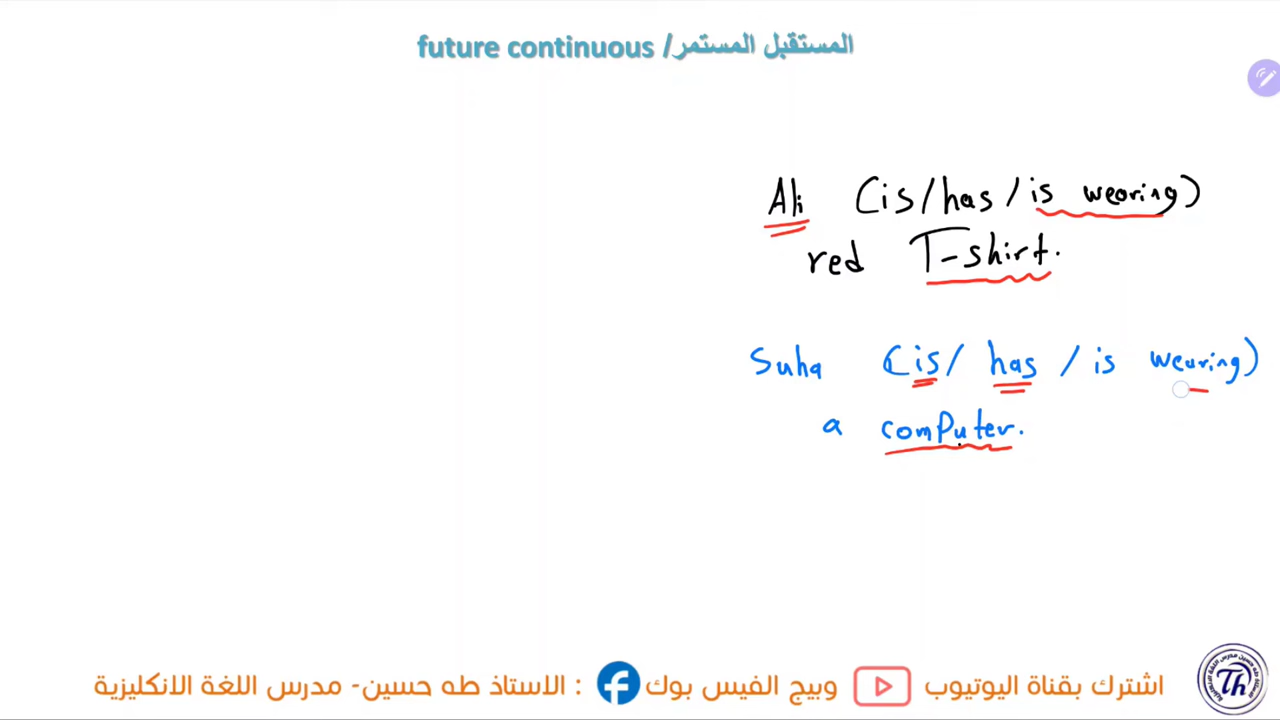 المستقبل المستمر/ future continuous
Ali (is/has/is wearing)
red T-shirt.
Suha (is/ has / is wearing)
a computer.
اشترك بقناة اليوتيوب وبيج الفيس بوك : الاستاذ طه حسين- مدرس اللغة الانكليزية
Th